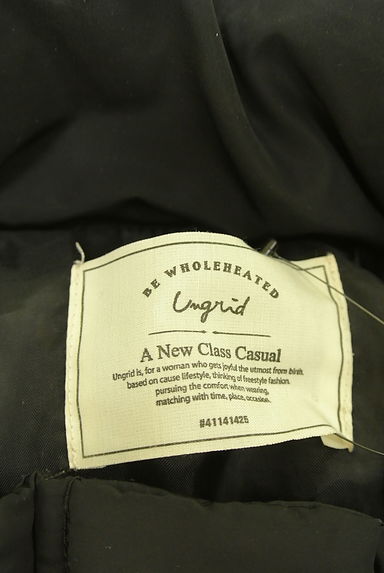 BE WHOLEHEATED
Ungrid
A New Class Casual
Ungrid is, for a woman who gets joyful the utmost from birth.
based on cause lifestyle, thinking of freestyle fashion.
pursuing the comfort when wearing,
matching with time, place, occasion.
#41141425